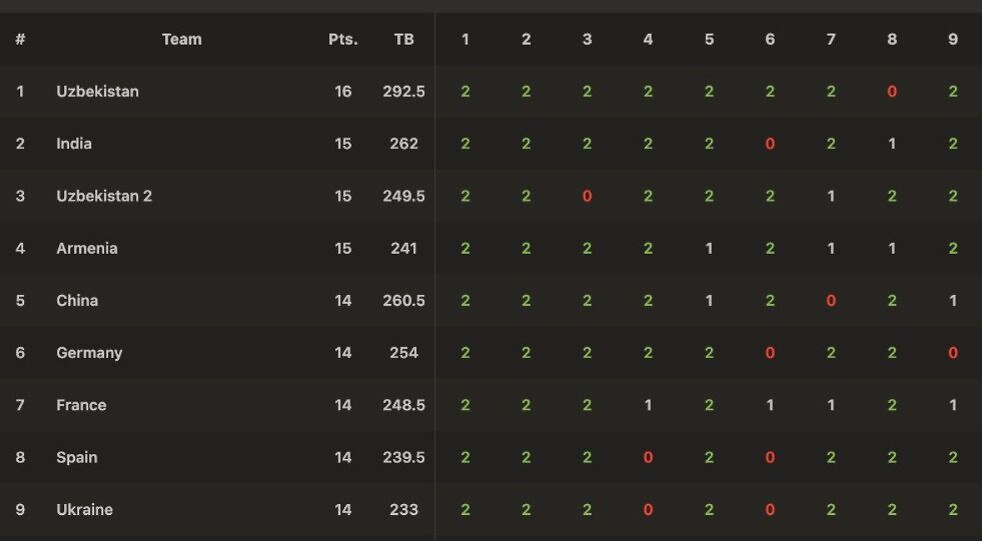 # Team Pts. TB 1 2 3 4 5 6 7 8 9
1 Uzbekistan 16 292.5 2 2 2 2 2 2 2 0 2
2 India 15 262 2 2 2 2 2 0 2 1 2
3 Uzbekistan 2 15 249.5 2 2 0 2 2 2 1 2 2
4 Armenia 15 241 2 2 2 2 1 2 1 1 2
5 China 14 260.5 2 2 2 2 1 2 0 2 1
6 Germany 14 254 2 2 2 2 2 0 2 2 0
7 France 14 248.5 2 2 2 1 2 1 1 2 1
8 Spain 14 239.5 2 2 2 0 2 0 2 2 2
9 Ukraine 14 233 2 2 2 0 2 0 2 2 2